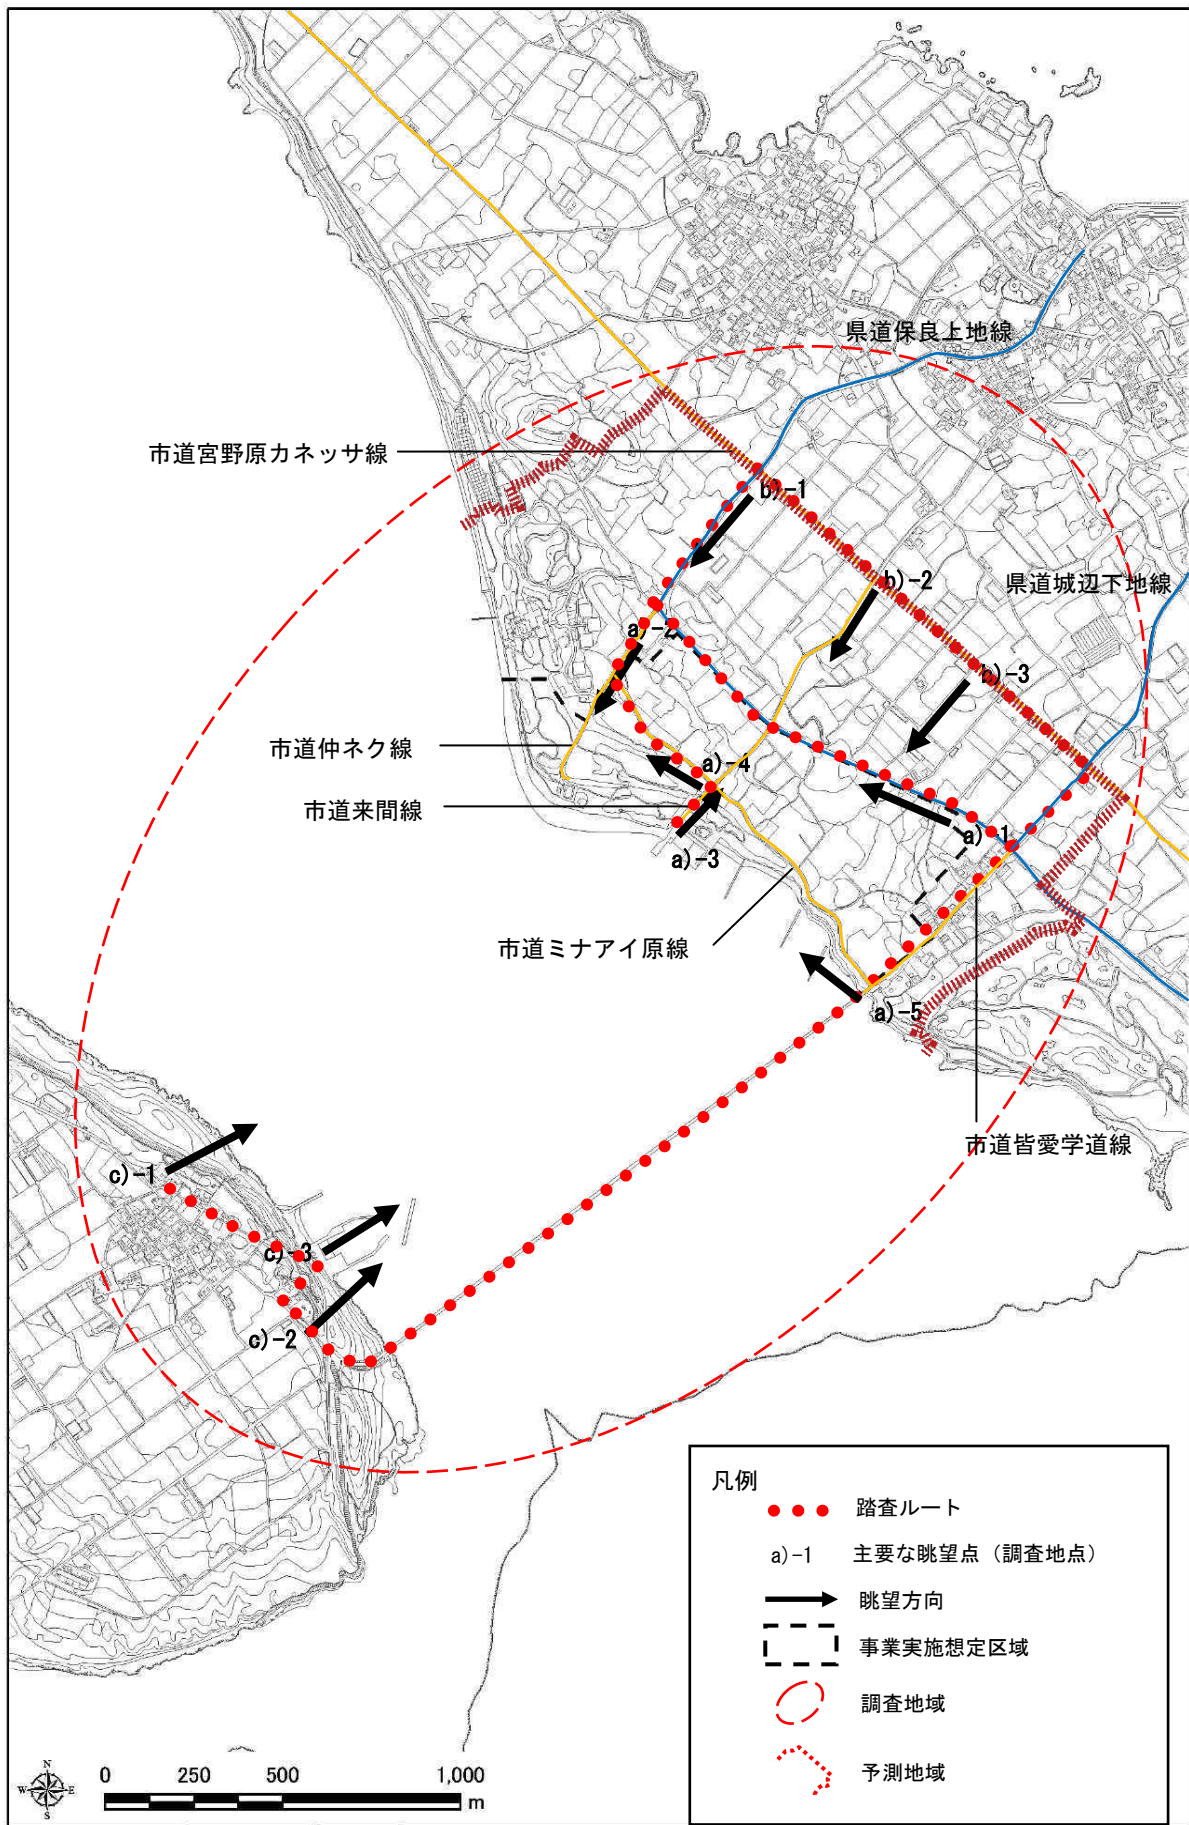 県道保良上地線
市道宮野原カネッサ線
b)-1
b)-2
県道城辺下地線
a)-2
b)-3
市道仲ネク線
a)-4
市道来間線
a)-1
a)-3
市道ミナアイ原線
a)-5
市道皆愛学道線
c)-1
c)-3
c)-2
凡例
踏査ルート
a)-1 主要な眺望点（調査地点）
眺望方向
事業実施想定区域
調査地域
予測地域
N
W E
S
0 250 500 1,000
m